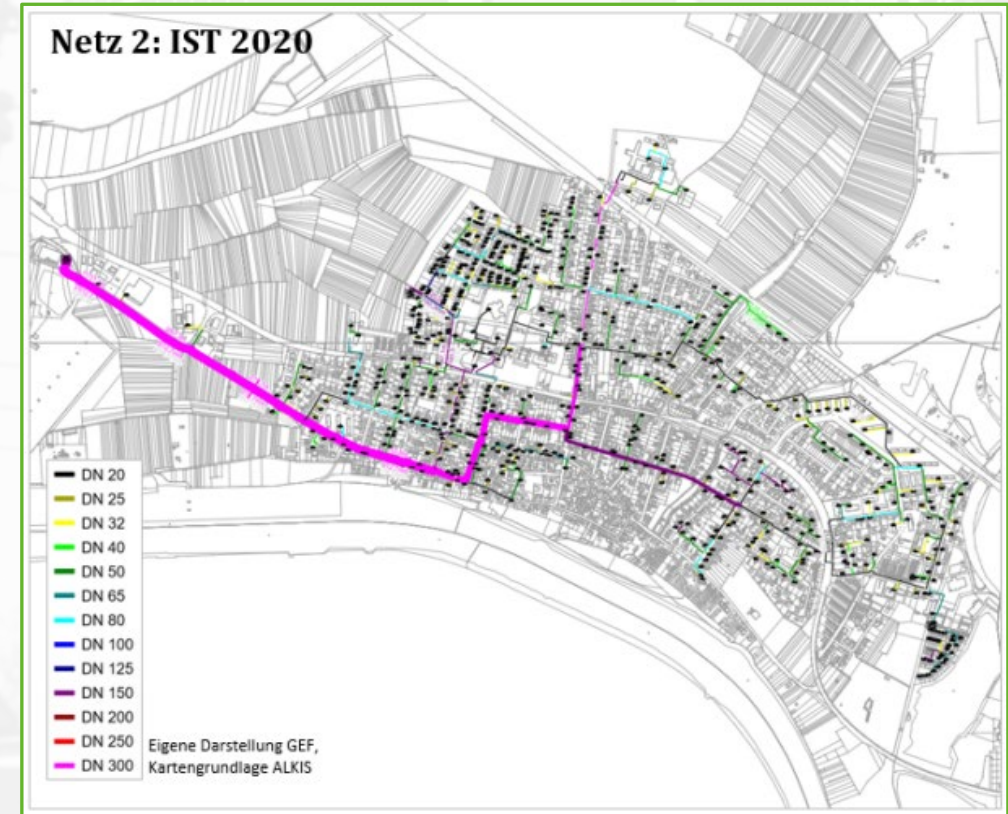 Netz 2: IST 2020
DN 20
DN 25
DN 32
DN 40
DN 50
DN 65
DN 80
DN 100
DN 125
DN 150
DN 200
DN 250
DN 300
Eigene Darstellung GEF,
Kartengrundlage ALKIS